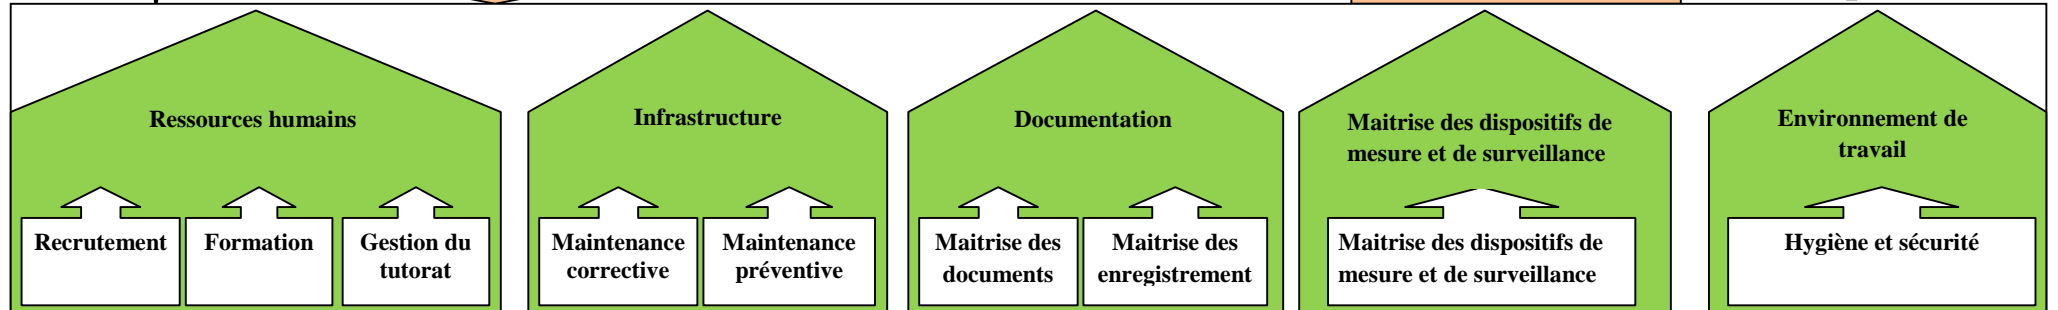 Ressources humains
Infrastructure
Documentation
Maitrise des dispositifs de
mesure et de surveillance
Environnement de
travail
Recrutement
Formation
Gestion du
tutorat
Maintenance
corrective
Maintenance
préventive
Maitrise des
documents
Maitrise des
enregistrement
Maitrise des dispositifs de
mesure et de surveillance
Hygiène et sécurité